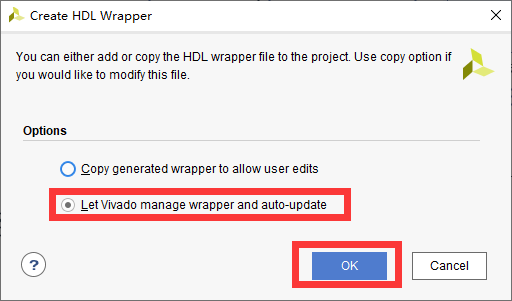 Create HDL Wrapper
You can either add or copy the HDL wrapper file to the project. Use copy option if
you would like to modify this file.
Options
Copy generated wrapper to allow user edits
Let Vivado manage wrapper and auto-update
?
OK
Cancel